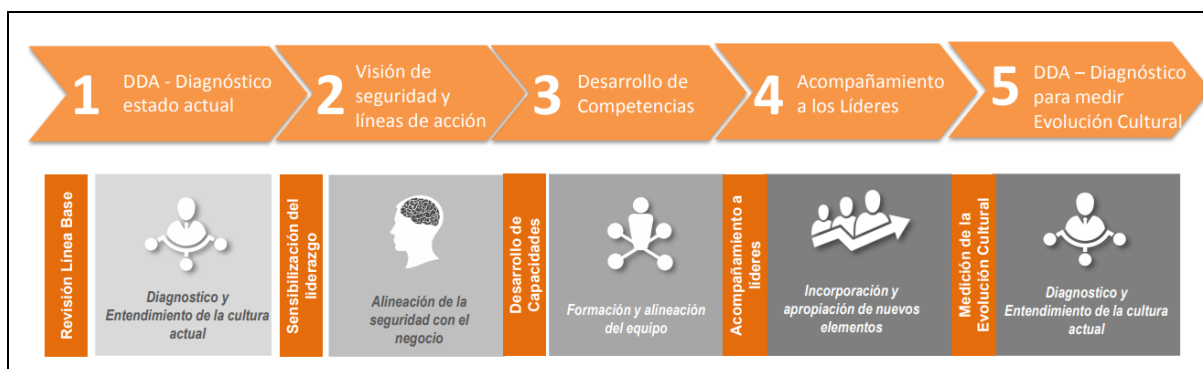 1
DDA - Diagnóstico
estado actual
2
Visión de
seguridad y
líneas de acción
3
Desarrollo de
Competencias
4
Acompañamiento
a los Líderes
5
DDA – Diagnóstico
para medir
Evolución Cultural
Revisión Línea Base
Diagnostico y
Entendimiento de la cultura
actual
Sensibilización del
liderazgo
Alineación de la
seguridad con el
negocio
Desarrollo de
Capacidades
Formación y alineación
del equipo
Acompañamiento a
líderes
Incorporación y
apropiación de nuevos
elementos
Medición de la
Evolución Cultural
Diagnostico y
Entendimiento de la cultura
actual